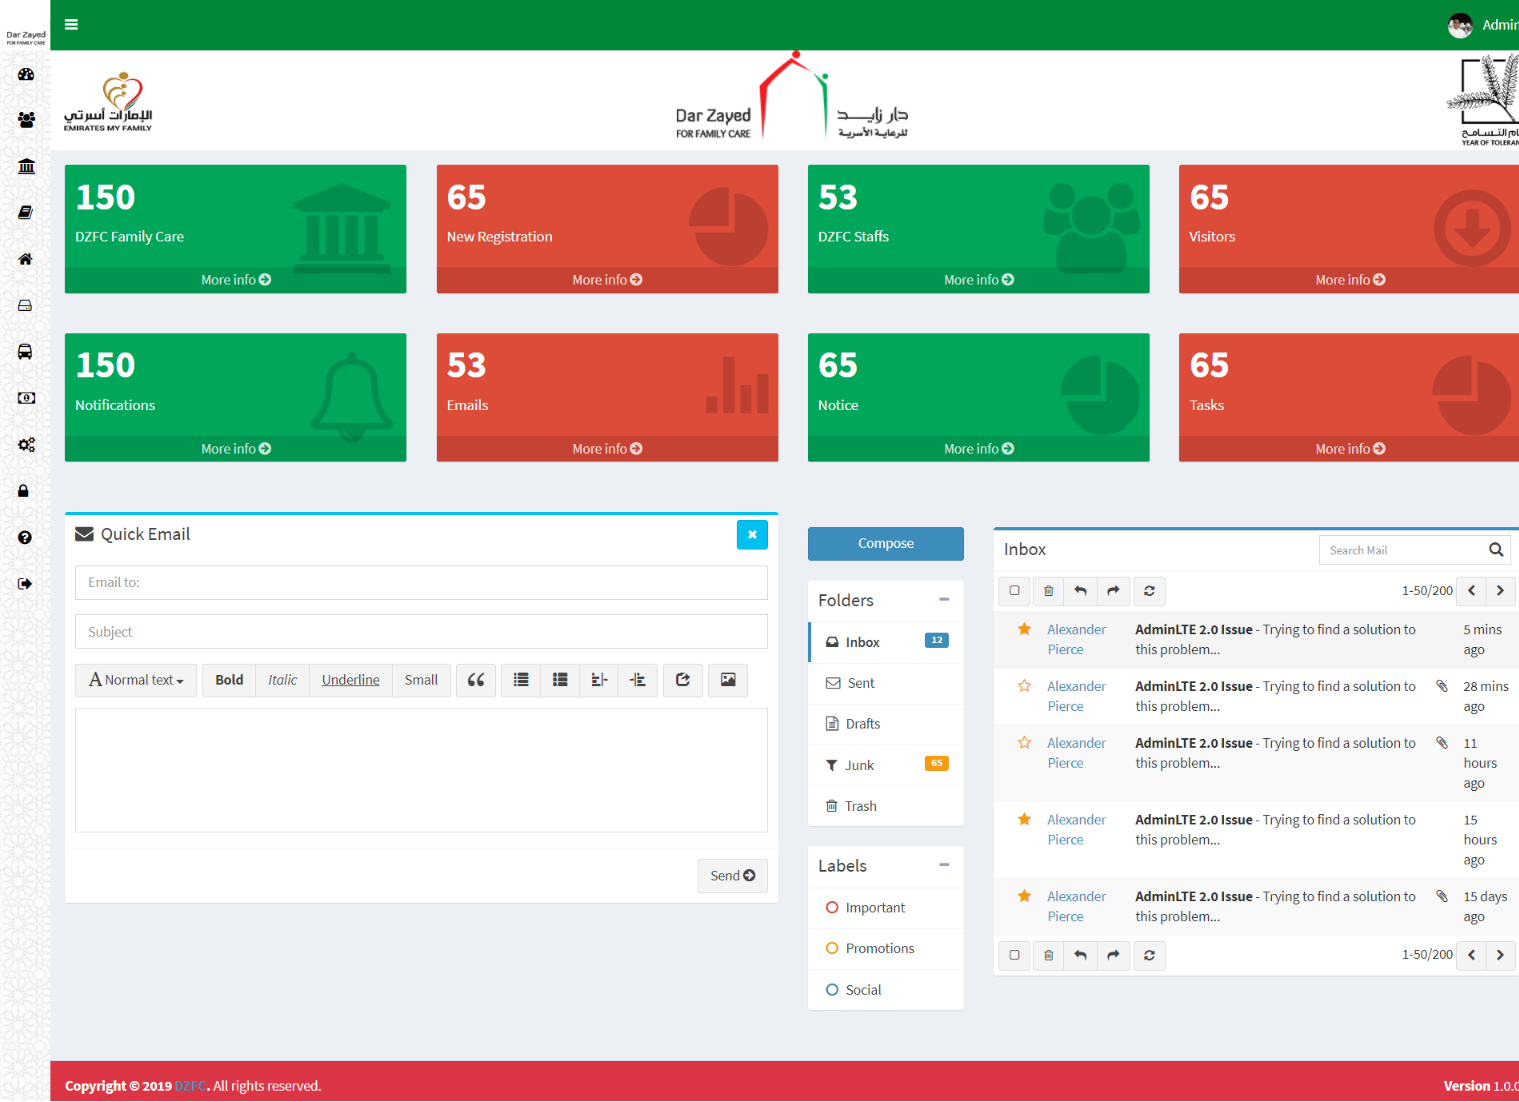 Dar Zayed
FOR FAMILY CARE
Admin
الإمارات أسرتي
EMIRATES MY FAMILY
Dar Zayed
FOR FAMILY CARE
دار زايـــد
للرعاية الأسرية
ام التـسامـح
YEAR OF TOLERAN
150
DZFC Family Care
More info
65
New Registration
More info
53
DZFC Staffs
More info
65
Visitors
More info
150
Notifications
More info
53
Emails
More info
65
Notice
More info
65
Tasks
More info
Quick Email
Email to:
Subject
A Normal text
Bold
Italic
Underline
Small
Send
Compose
Folders
Inbox 12
Sent
Drafts
Junk 65
Trash
Labels
Important
Promotions
Social
Inbox
Search Mail
1-50/200
Alexander Pierce
AdminLTE 2.0 Issue - Trying to find a solution to
this problem...
5 mins
ago
Alexander Pierce
AdminLTE 2.0 Issue - Trying to find a solution to
this problem...
28 mins
ago
Alexander Pierce
AdminLTE 2.0 Issue - Trying to find a solution to
this problem...
11
hours
ago
Alexander Pierce
AdminLTE 2.0 Issue - Trying to find a solution to
this problem...
15
hours
ago
Alexander Pierce
AdminLTE 2.0 Issue - Trying to find a solution to
this problem...
15 days
ago
1-50/200
Copyright © 2019 DZFC. All rights reserved.
Version 1.0.0